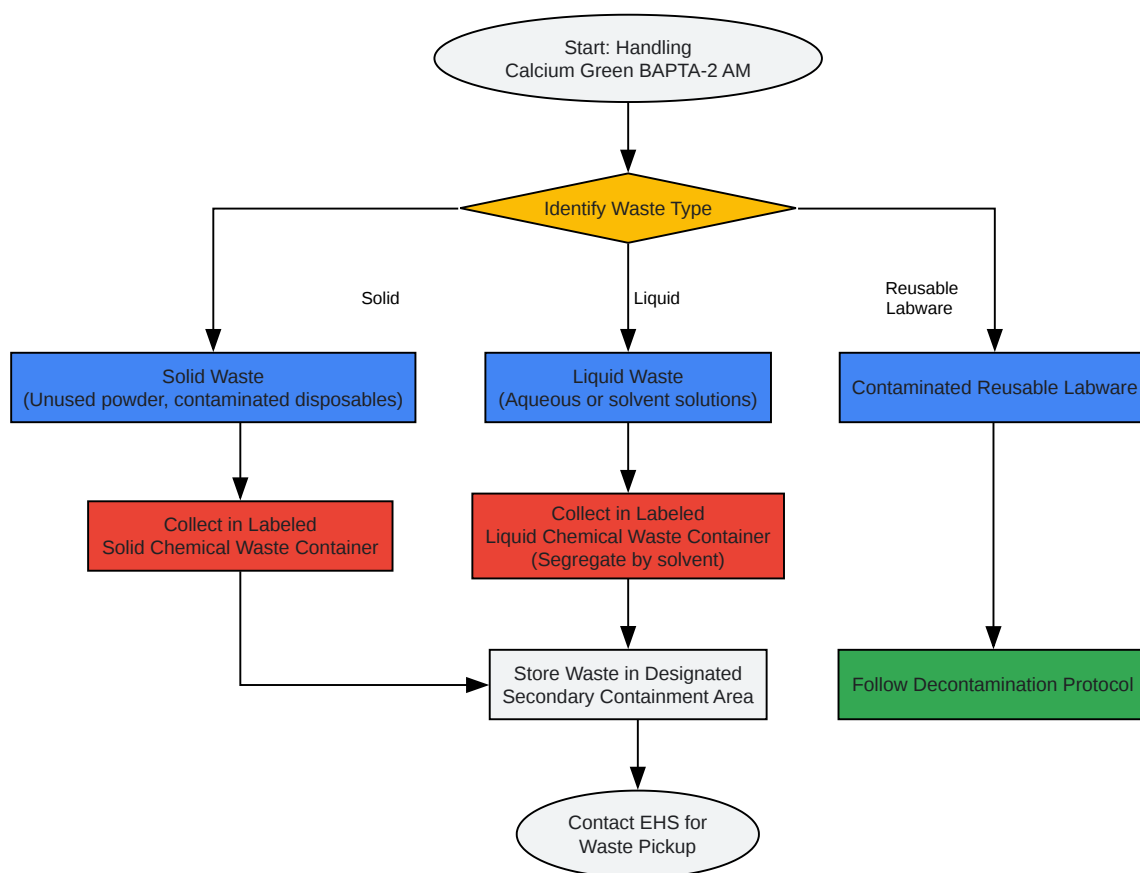 Start: Handling
Calcium Green BAPTA-2 AM
Identify Waste Type
Solid
Liquid
Reusable
Labware
Solid Waste
(Unused powder, contaminated disposables)
Liquid Waste
(Aqueous or solvent solutions)
Contaminated Reusable Labware
Collect in Labeled
Solid Chemical Waste Container
Collect in Labeled
Liquid Chemical Waste Container
(Segregate by solvent)
Store Waste in Designated
Secondary Containment Area
Follow Decontamination Protocol
Contact EHS for
Waste Pickup